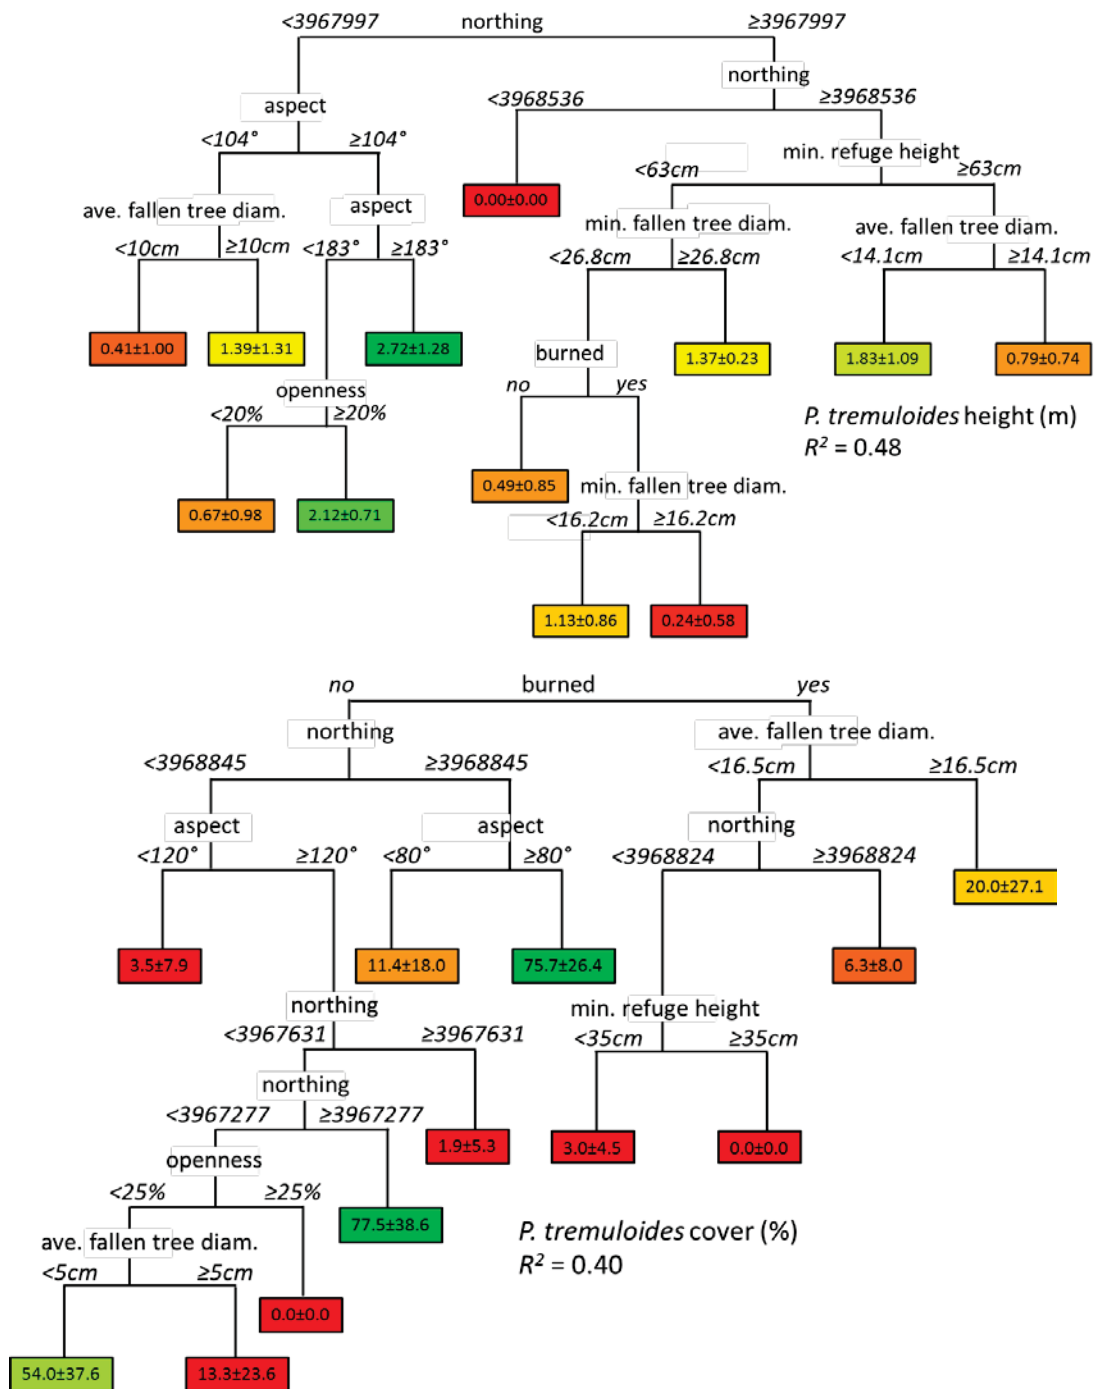 <3967997 northing ≥3967997
northing
<3968536 ≥3968536
aspect
<104° ≥104°
min. refuge height
<63cm ≥63cm
0.00±0.00
ave. fallen tree diam. aspect
min. fallen tree diam. ave. fallen tree diam.
<10cm ≥10cm <183° ≥183°
<26.8cm ≥26.8cm <14.1cm ≥14.1cm
0.41±1.00 1.39±1.31 2.72±1.28
burned 1.37±0.23 1.83±1.09 0.79±0.74
openness no yes
<20% ≥20%
P. tremuloides height (m)
R² = 0.48
0.49±0.85 min. fallen tree diam.
0.67±0.98 2.12±0.71
<16.2cm ≥16.2cm
1.13±0.86 0.24±0.58
no burned yes
northing ave. fallen tree diam.
<3968845 ≥3968845 <16.5cm ≥16.5cm
aspect aspect northing
<120° ≥120° <80° ≥80° <3968824 ≥3968824
20.0±27.1
3.5±7.9 11.4±18.0 75.7±26.4 6.3±8.0
northing min. refuge height
<3967631 ≥3967631 <35cm ≥35cm
northing
<3967277 ≥3967277
1.9±5.3 3.0±4.5 0.0±0.0
openness
<25% ≥25%
77.5±38.6
P. tremuloides cover (%)
R² = 0.40
ave. fallen tree diam.
<5cm ≥5cm
0.0±0.0
54.0±37.6 13.3±23.6